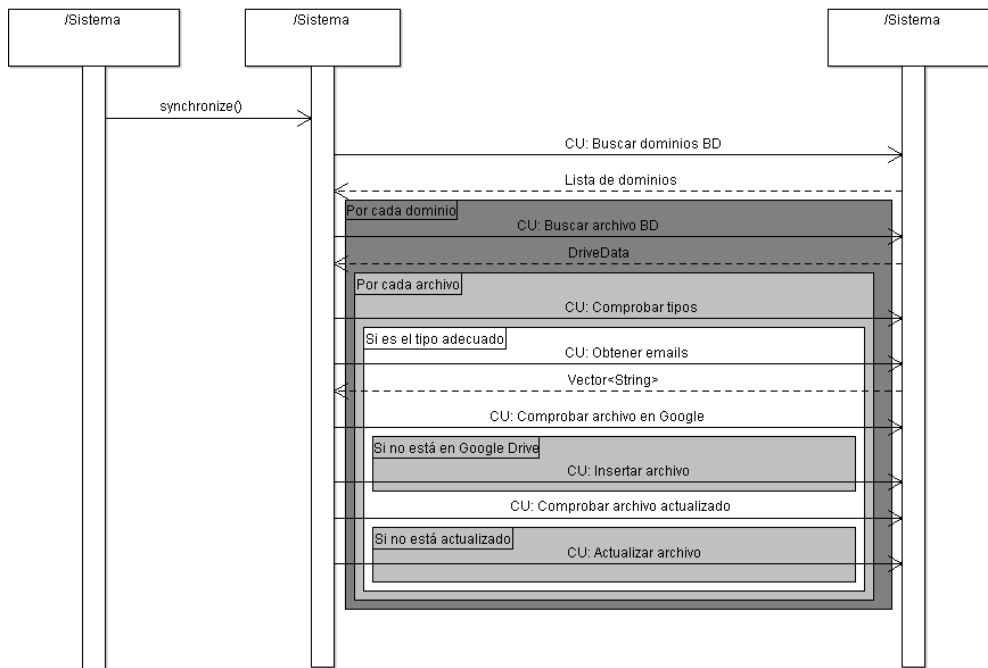 /Sistema
/Sistema
/Sistema
synchronize()
CU: Buscar dominios BD
Lista de dominios
Por cada dominio
CU: Buscar archivo BD
DriveData
Por cada archivo
CU: Comprobar tipos
Si es el tipo adecuado
CU: Obtener emails
Vector<String>
CU: Comprobar archivo en Google
Si no está en Google Drive
CU: Insertar archivo
CU: Comprobar archivo actualizado
Si no está actualizado
CU: Actualizar archivo